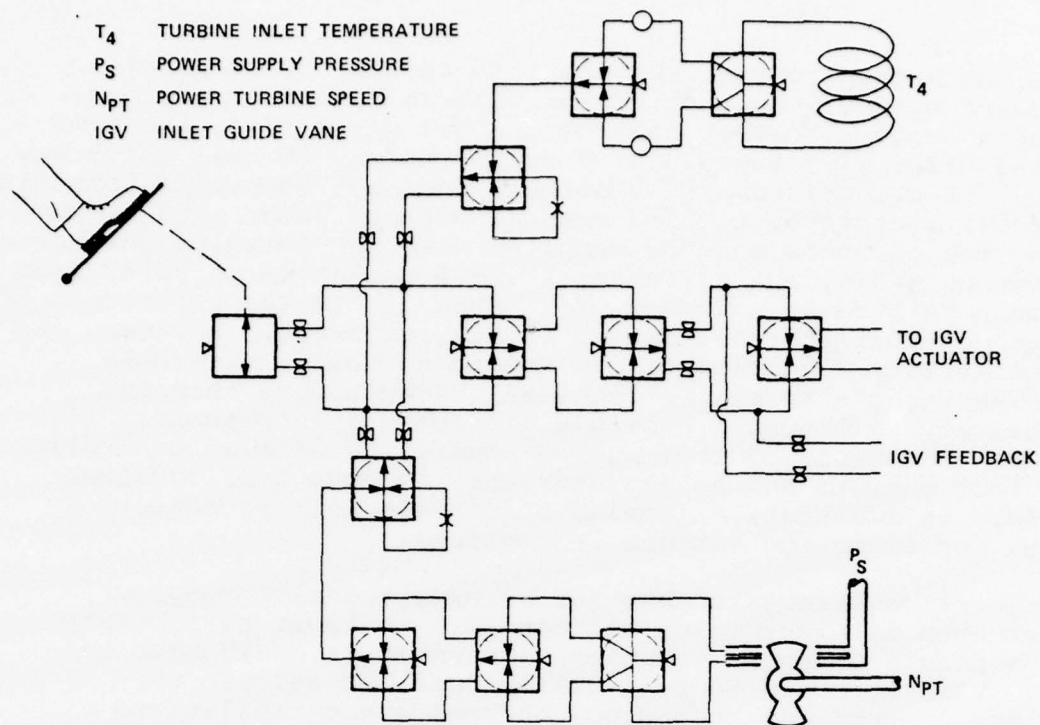 T4 TURBINE INLET TEMPERATURE
PS POWER SUPPLY PRESSURE
NPT POWER TURBINE SPEED
IGV INLET GUIDE VANE
T4
TO IGV
ACTUATOR
IGV FEEDBACK
PS
NPT